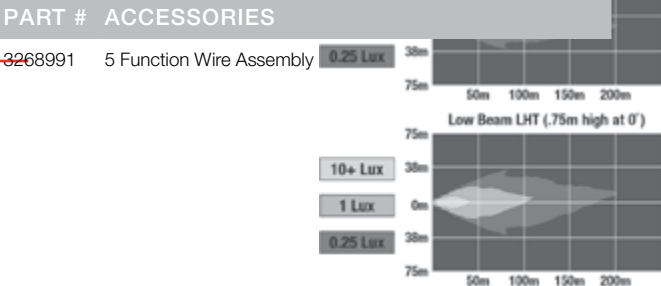 PART # ACCESSORIES
3268991 5 Function Wire Assembly
0.25 Lux
38m
75m
50m 100m 150m 200m
Low Beam LHT (.75m high at 0˚)
75m
10+ Lux
38m
1 Lux
0m
0.25 Lux
38m
75m
50m 100m 150m 200m